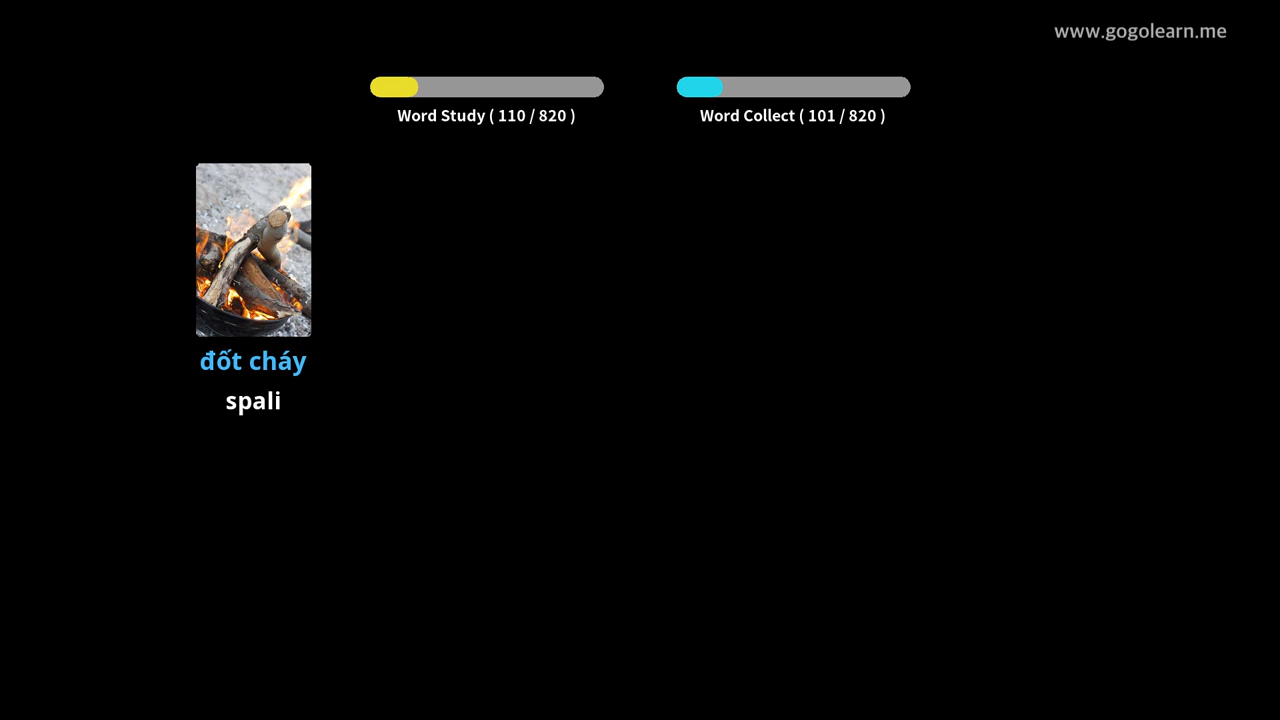 www.gogolearn.me
Word Study ( 110 / 820 )
Word Collect ( 101 / 820 )
đốt cháy
spali